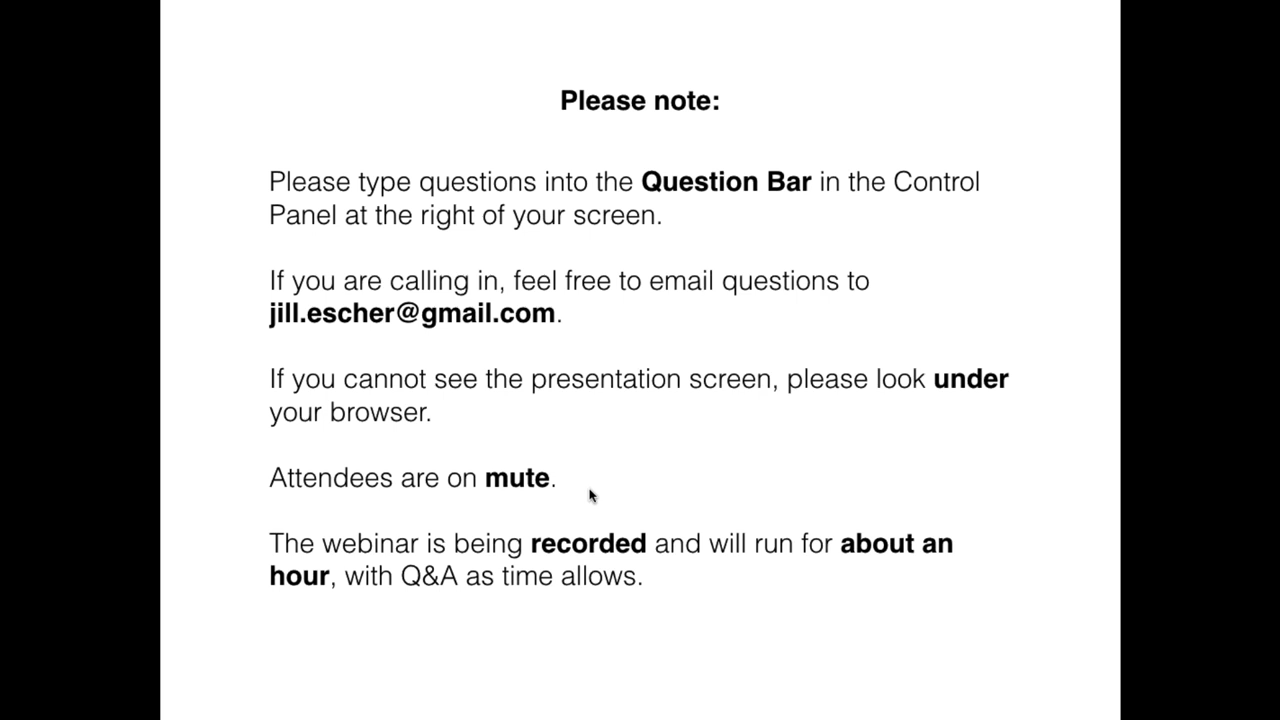 Please note:
Please type questions into the Question Bar in the Control
Panel at the right of your screen.
If you are calling in, feel free to email questions to
jill.escher@gmail.com.
If you cannot see the presentation screen, please look under
your browser.
Attendees are on mute.
The webinar is being recorded and will run for about an
hour, with Q&A as time allows.